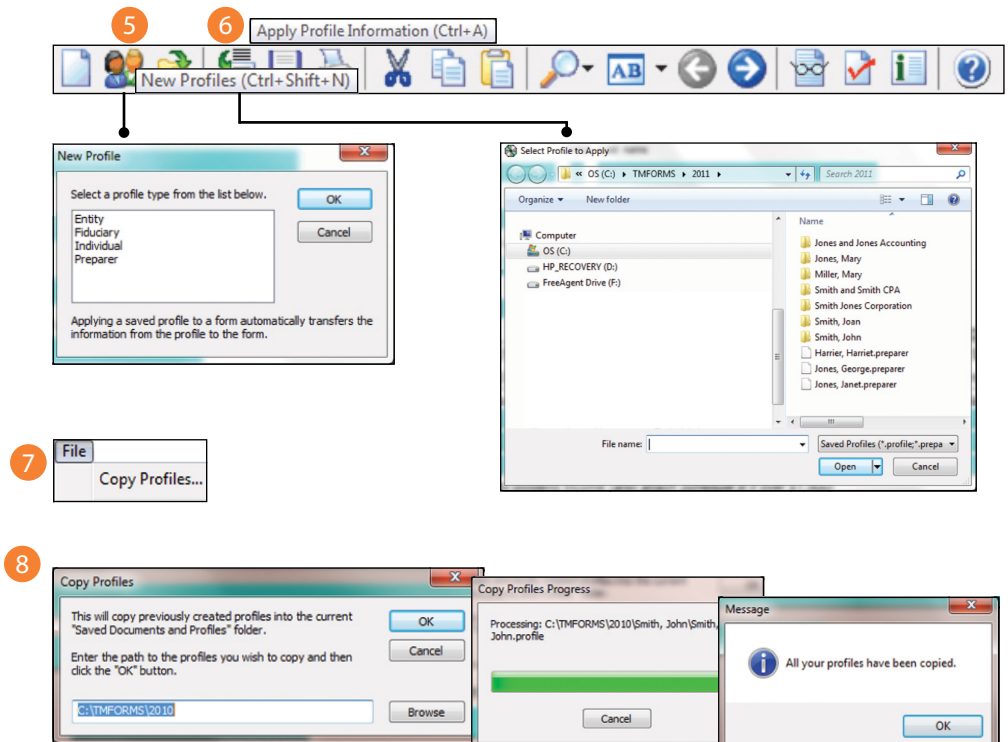 5
6
Apply Profile Information (Ctrl+A)
New Profiles (Ctrl+Shift+N)
AB
i
?
New Profile
Select a profile type from the list below.
OK
Entity
Fiduciary
Individual
Preparer
Cancel
Applying a saved profile to a form automatically transfers the
information from the profile to the form.
Select Profile to Apply
« OS (C:) ▸ TMFORMS ▸ 2011 ▸
Search 2011
Organize
New folder
Name
Computer
OS (C:)
HP_RECOVERY (D:)
FreeAgent Drive (F:)
Jones and Jones Accounting
Jones, Mary
Miller, Mary
Smith and Smith CPA
Smith Jones Corporation
Smith, Joan
Smith, John
Harrier, Harriet.preparer
Jones, George.preparer
Jones, Janet.preparer
File name:
Saved Profiles (*.profile;*.prepa
Open
Cancel
7
File
Copy Profiles...
8
Copy Profiles
This will copy previously created profiles into the current
"Saved Documents and Profiles" folder.
OK
Enter the path to the profiles you wish to copy and then
click the "OK" button.
Cancel
C:\TMFORMS\2010
Browse
Copy Profiles Progress
Processing: C:\TMFORMS\2010\Smith, John\Smith,
John.profile
Cancel
Message
All your profiles have been copied.
OK